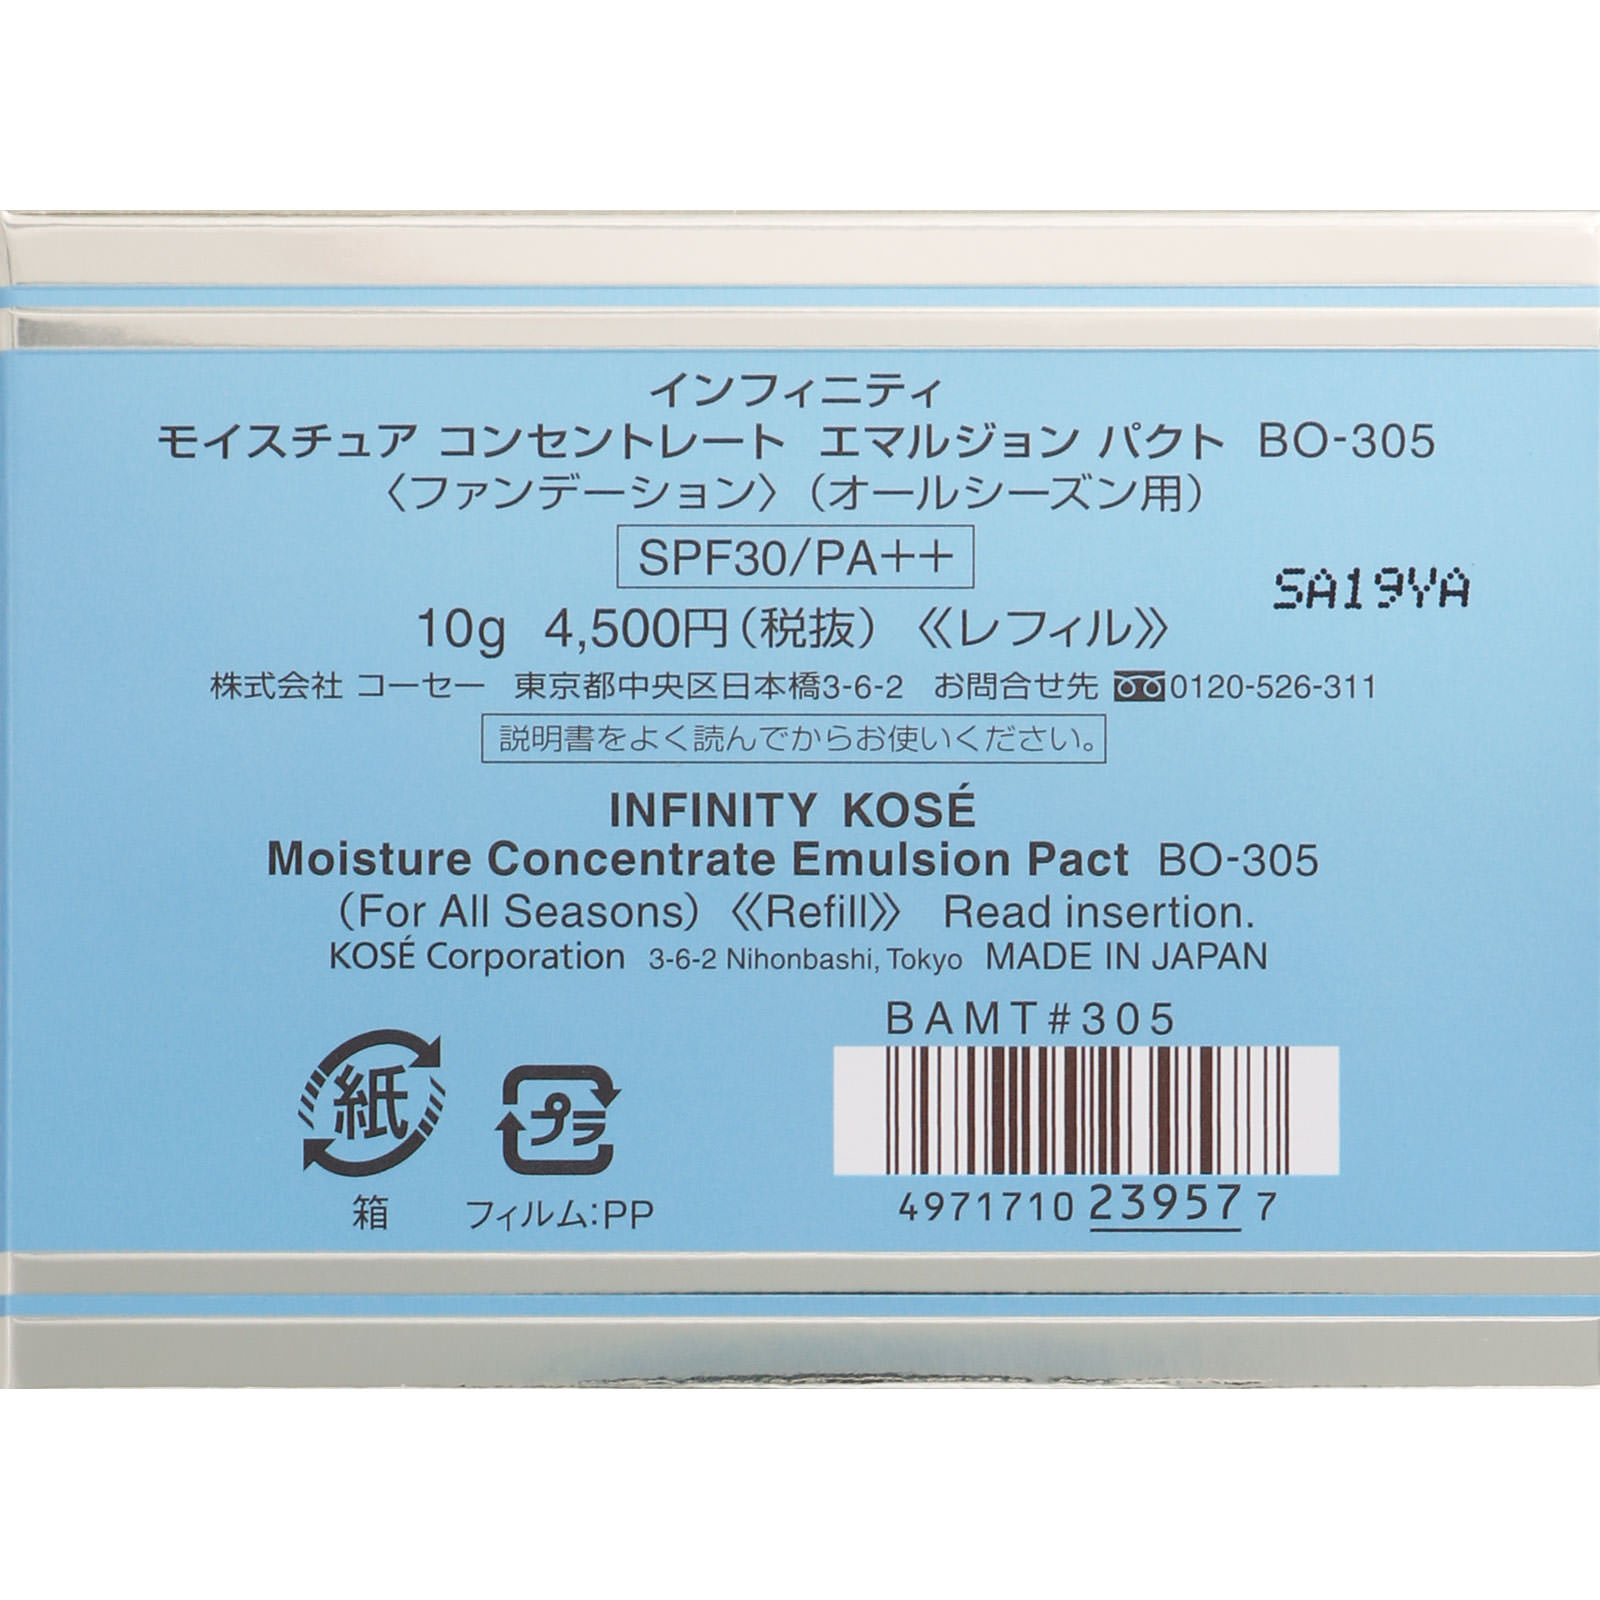 インフィニティ
モイスチュア コンセントレート エマルジョン パクト BO-305
〈ファンデーション〉(オールシーズン用)
SPF30/PA++
SA19YA
10g 4,500円(税抜)《レフィル》
株式会社 コーセー 東京都中央区日本橋3-6-2 お問合せ先 0120-526-311
説明書をよく読んでからお使いください。
INFINITY KOSÉ
Moisture Concentrate Emulsion Pact BO-305
(For All Seasons)《Refill》 Read insertion.
KOSÉ Corporation 3-6-2 Nihonbashi, Tokyo MADE IN JAPAN
BAMT#305
紙
プラ
箱
フィルム:PP
4971710 23957 7